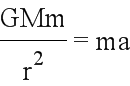 GMm/r² = ma